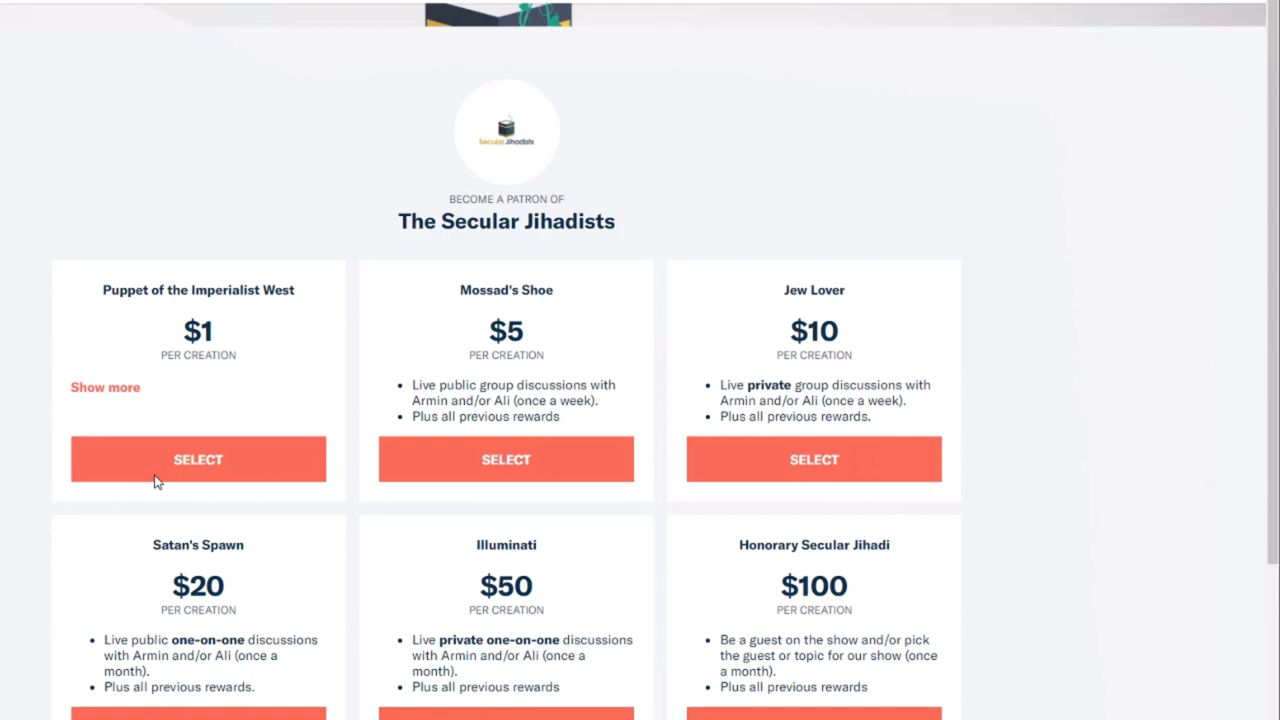 Secular Jihadists
BECOME A PATRON OF
The Secular Jihadists
Puppet of the Imperialist West
$1
PER CREATION
Show more
SELECT
Mossad's Shoe
$5
PER CREATION
• Live public group discussions with
Armin and/or Ali (once a week).
• Plus all previous rewards
SELECT
Jew Lover
$10
PER CREATION
• Live private group discussions with
Armin and/or Ali (once a week).
• Plus all previous rewards.
SELECT
Satan's Spawn
$20
PER CREATION
• Live public one-on-one discussions
with Armin and/or Ali (once a
month).
• Plus all previous rewards.
Illuminati
$50
PER CREATION
• Live private one-on-one discussions
with Armin and/or Ali (once a
month).
• Plus all previous rewards
Honorary Secular Jihadi
$100
PER CREATION
• Be a guest on the show and/or pick
the guest or topic for our show (once
a month).
• Plus all previous rewards